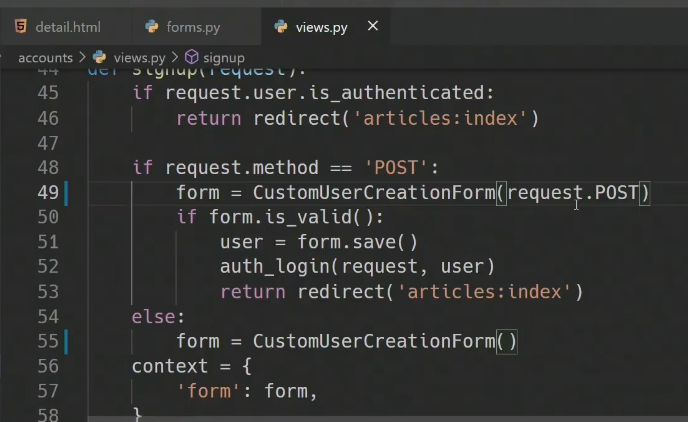 detail.html forms.py views.py
accounts > views.py > signup
44 def signup(request):
45 if request.user.is_authenticated:
46 return redirect('articles:index')
47
48 if request.method == 'POST':
49 form = CustomUserCreationForm(request.POST)
50 if form.is_valid():
51 user = form.save()
52 auth_login(request, user)
53 return redirect('articles:index')
54 else:
55 form = CustomUserCreationForm()
56 context = {
57 'form': form,
58 }